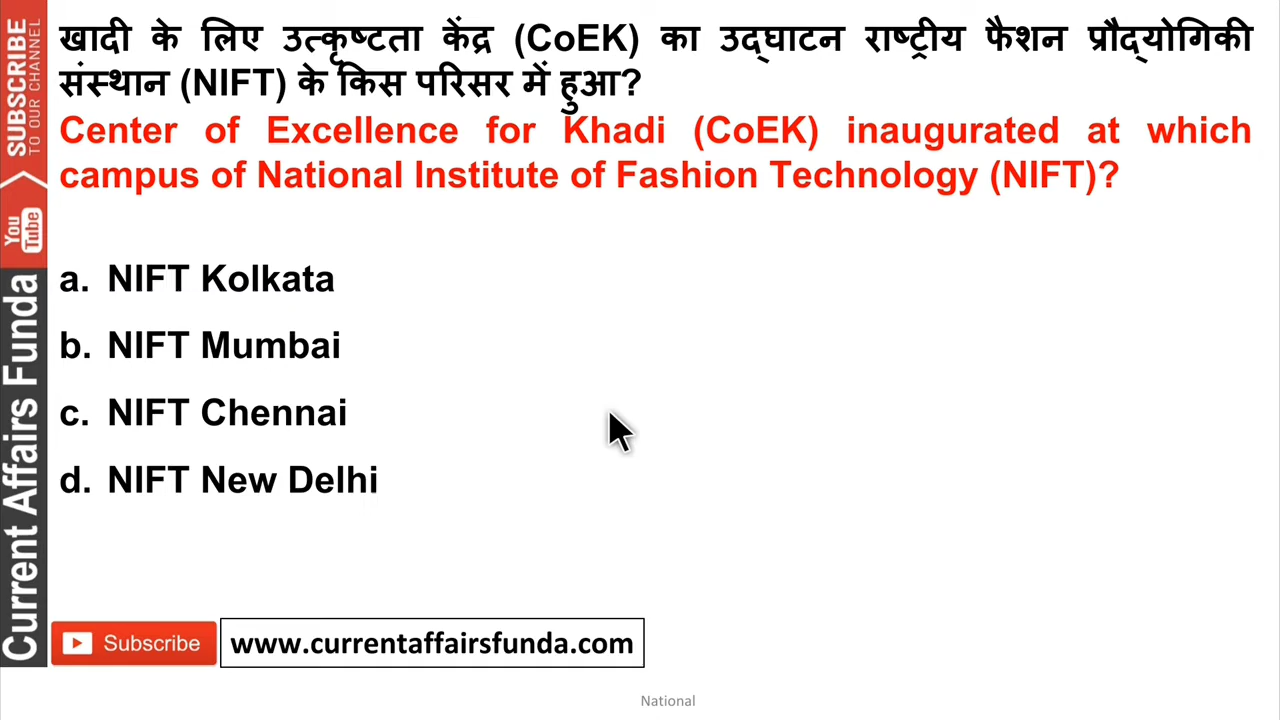 खादी के लिए उत्कृष्टता केंद्र (CoEK) का उद्घाटन राष्ट्रीय फैशन प्रौद्योगिकी
संस्थान (NIFT) के किस परिसर में हुआ?
Center of Excellence for Khadi (CoEK) inaugurated at which
campus of National Institute of Fashion Technology (NIFT)?
a. NIFT Kolkata
b. NIFT Mumbai
c. NIFT Chennai
d. NIFT New Delhi
SUBSCRIBE
TO OUR CHANNEL
You
Tube
Current Affairs Funda
Subscribe
www.currentaffairsfunda.com
National